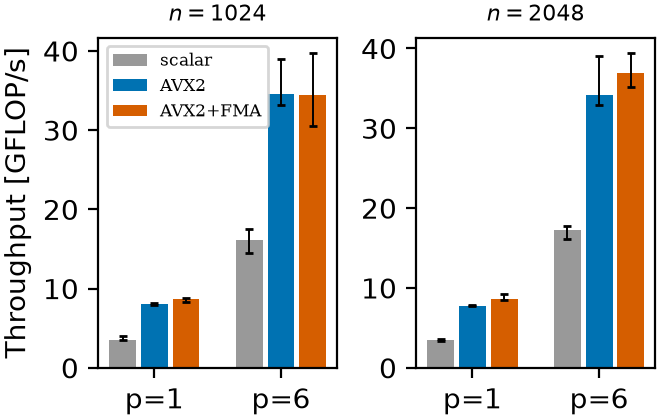 n = 1024
n = 2048
Throughput [GFLOP/s]
40
30
20
10
0
scalar
AVX2
AVX2+FMA
p=1
p=6
40
30
20
10
0
p=1
p=6